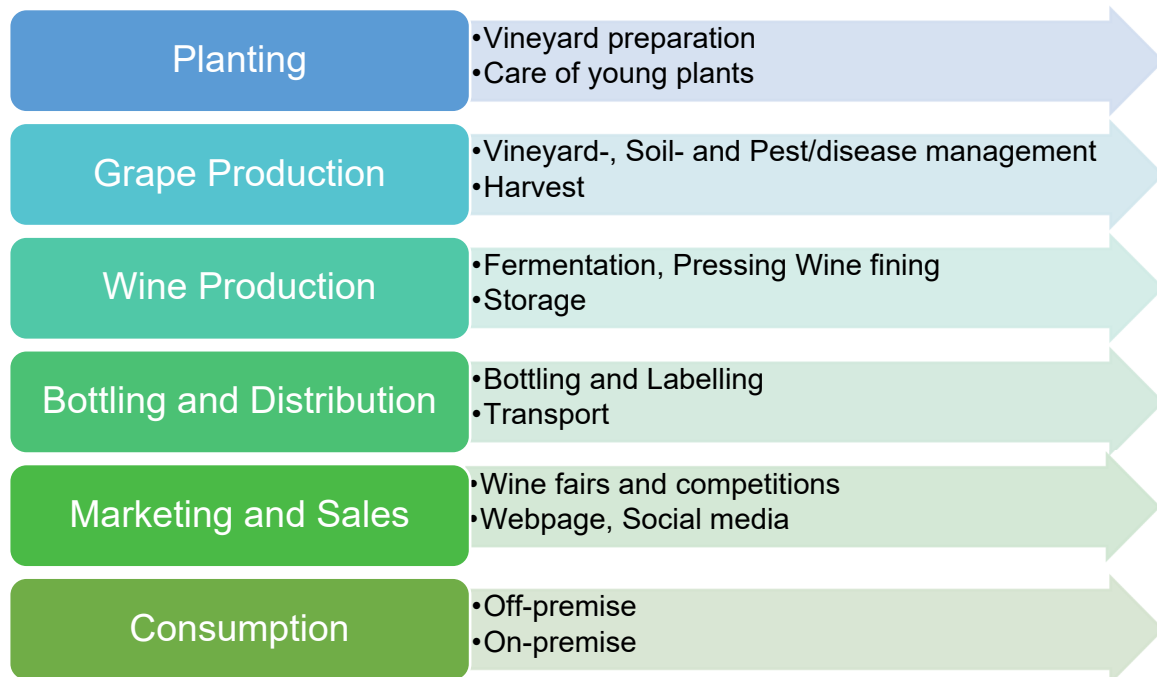 Planting
•Vineyard preparation
•Care of young plants
Grape Production
•Vineyard-, Soil- and Pest/disease management
•Harvest
Wine Production
•Fermentation, Pressing Wine fining
•Storage
Bottling and Distribution
•Bottling and Labelling
•Transport
Marketing and Sales
•Wine fairs and competitions
•Webpage, Social media
Consumption
•Off-premise
•On-premise